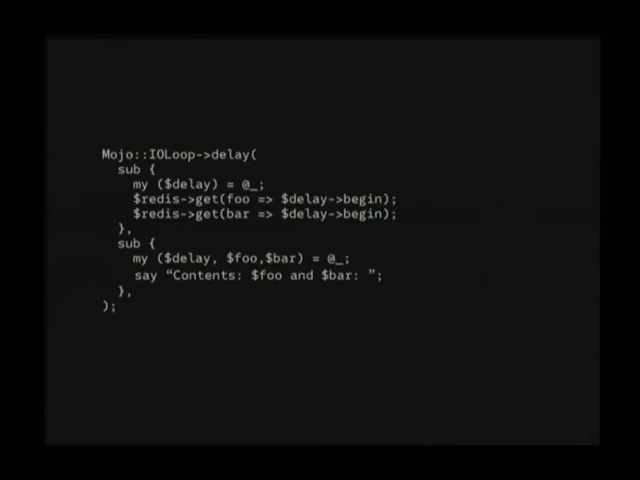 Mojo::IOLoop->delay(
sub {
my ($delay) = @_;
$redis->get(foo => $delay->begin);
$redis->get(bar => $delay->begin);
},
sub {
my ($delay, $foo,$bar) = @_;
say “Contents: $foo and $bar: ”;
},
);